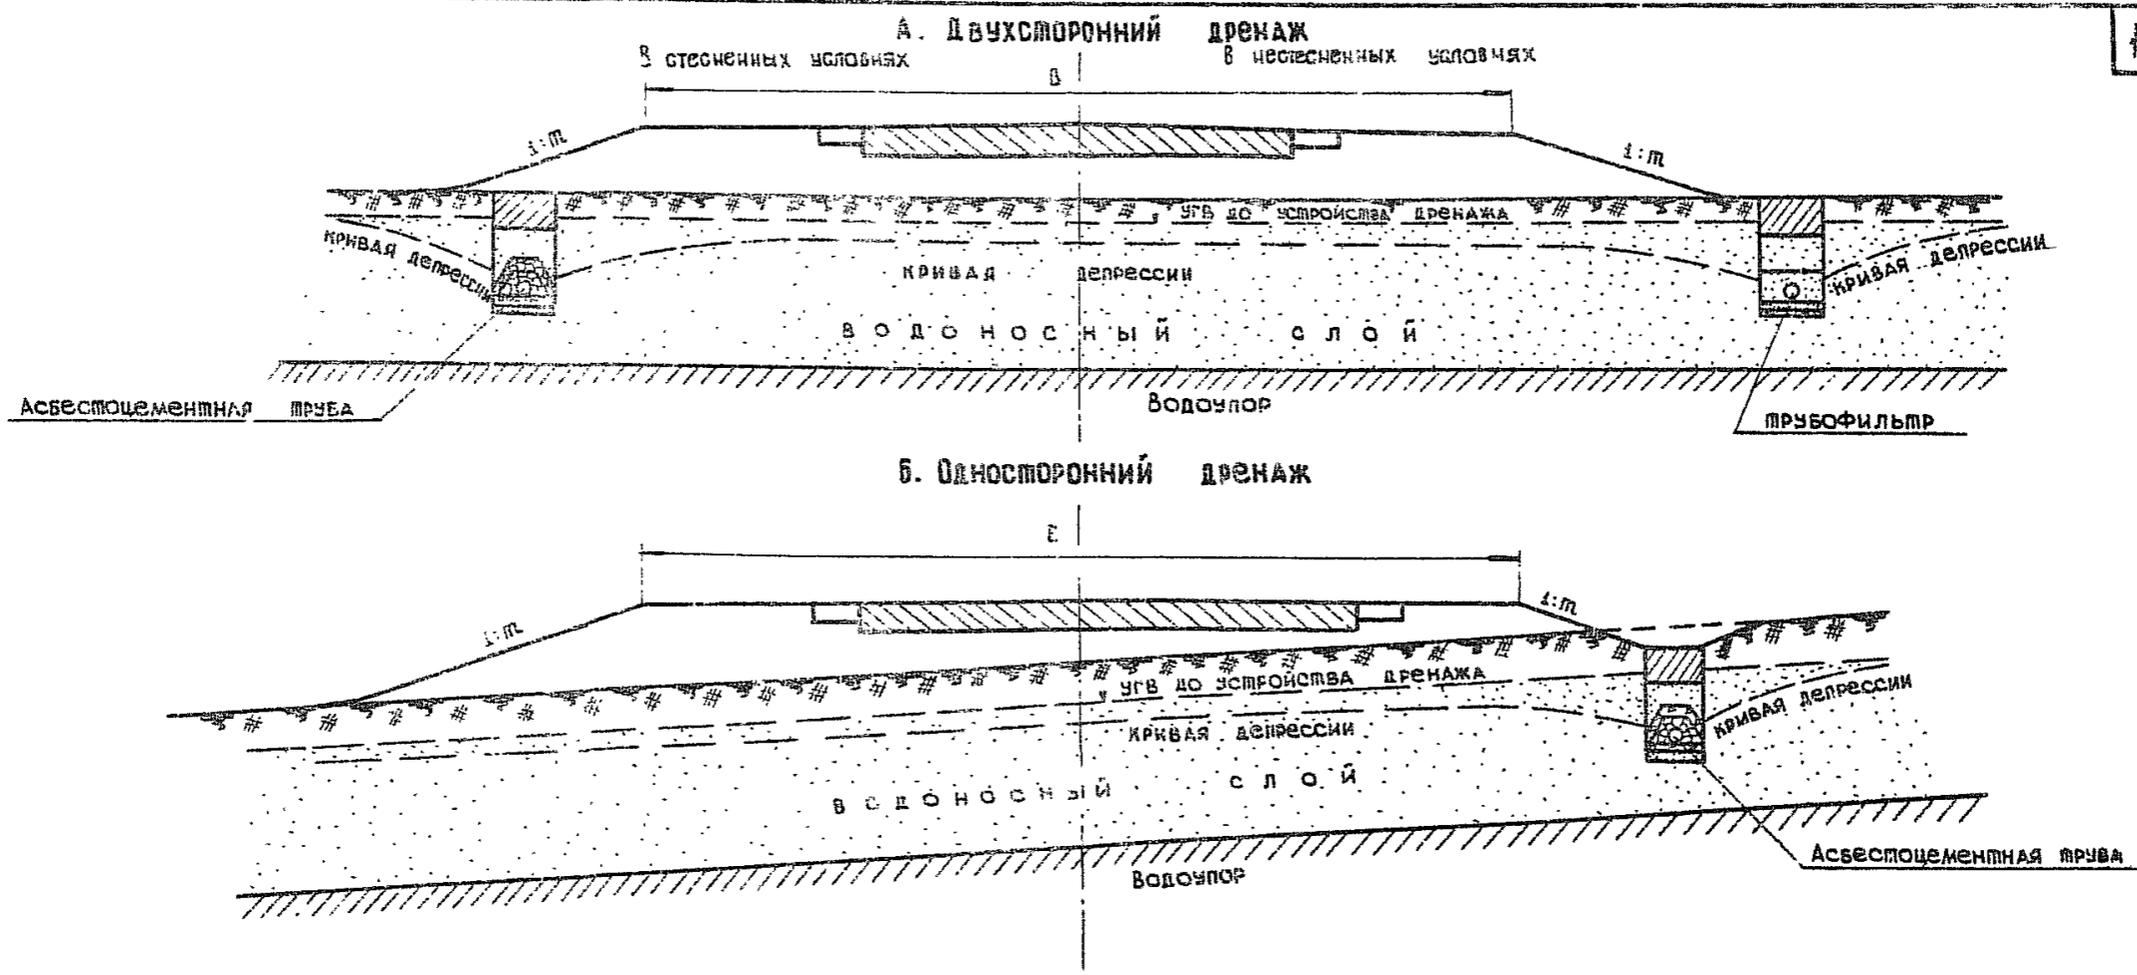 А. Двухсторонний дренаж
В стесненных условиях
В нестесненных условиях
В
1:m
1:m
УГВ до устройства дренажа
кривая депрессии
кривая депрессии
кривая депрессии
водоносный слой
Асбестоцементная труба
Водоупор
трубофильтр
Б. Односторонний дренаж
1:m
1:m
УГВ до устройства дренажа
кривая депрессии
кривая депрессии
водоносный слой
Асбестоцементная труба
Водоупор